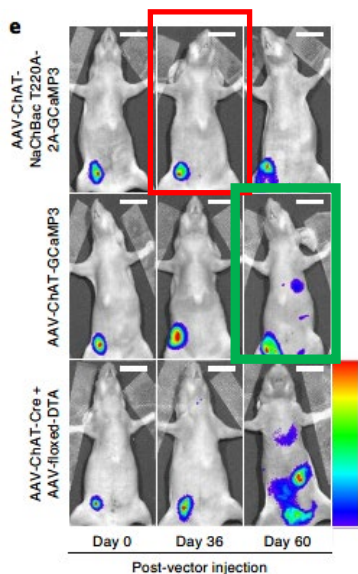 e
AAV-ChAT-
NaChBac T220A-
2A-GCaMP3
AAV-ChAT-GCaMP3
AAV-ChAT-Cre +
AAV-floxed-DTA
Day 0 Day 36 Day 60
Post-vector injection